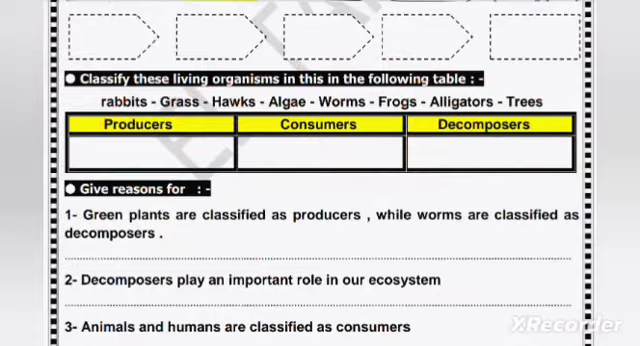 ● Classify these living organisms in this in the following table : -
rabbits - Grass - Hawks - Algae - Worms - Frogs - Alligators - Trees
Producers Consumers Decomposers
● Give reasons for : -
1- Green plants are classified as producers , while worms are classified as
decomposers .
2- Decomposers play an important role in our ecosystem
3- Animals and humans are classified as consumers
XRecorder